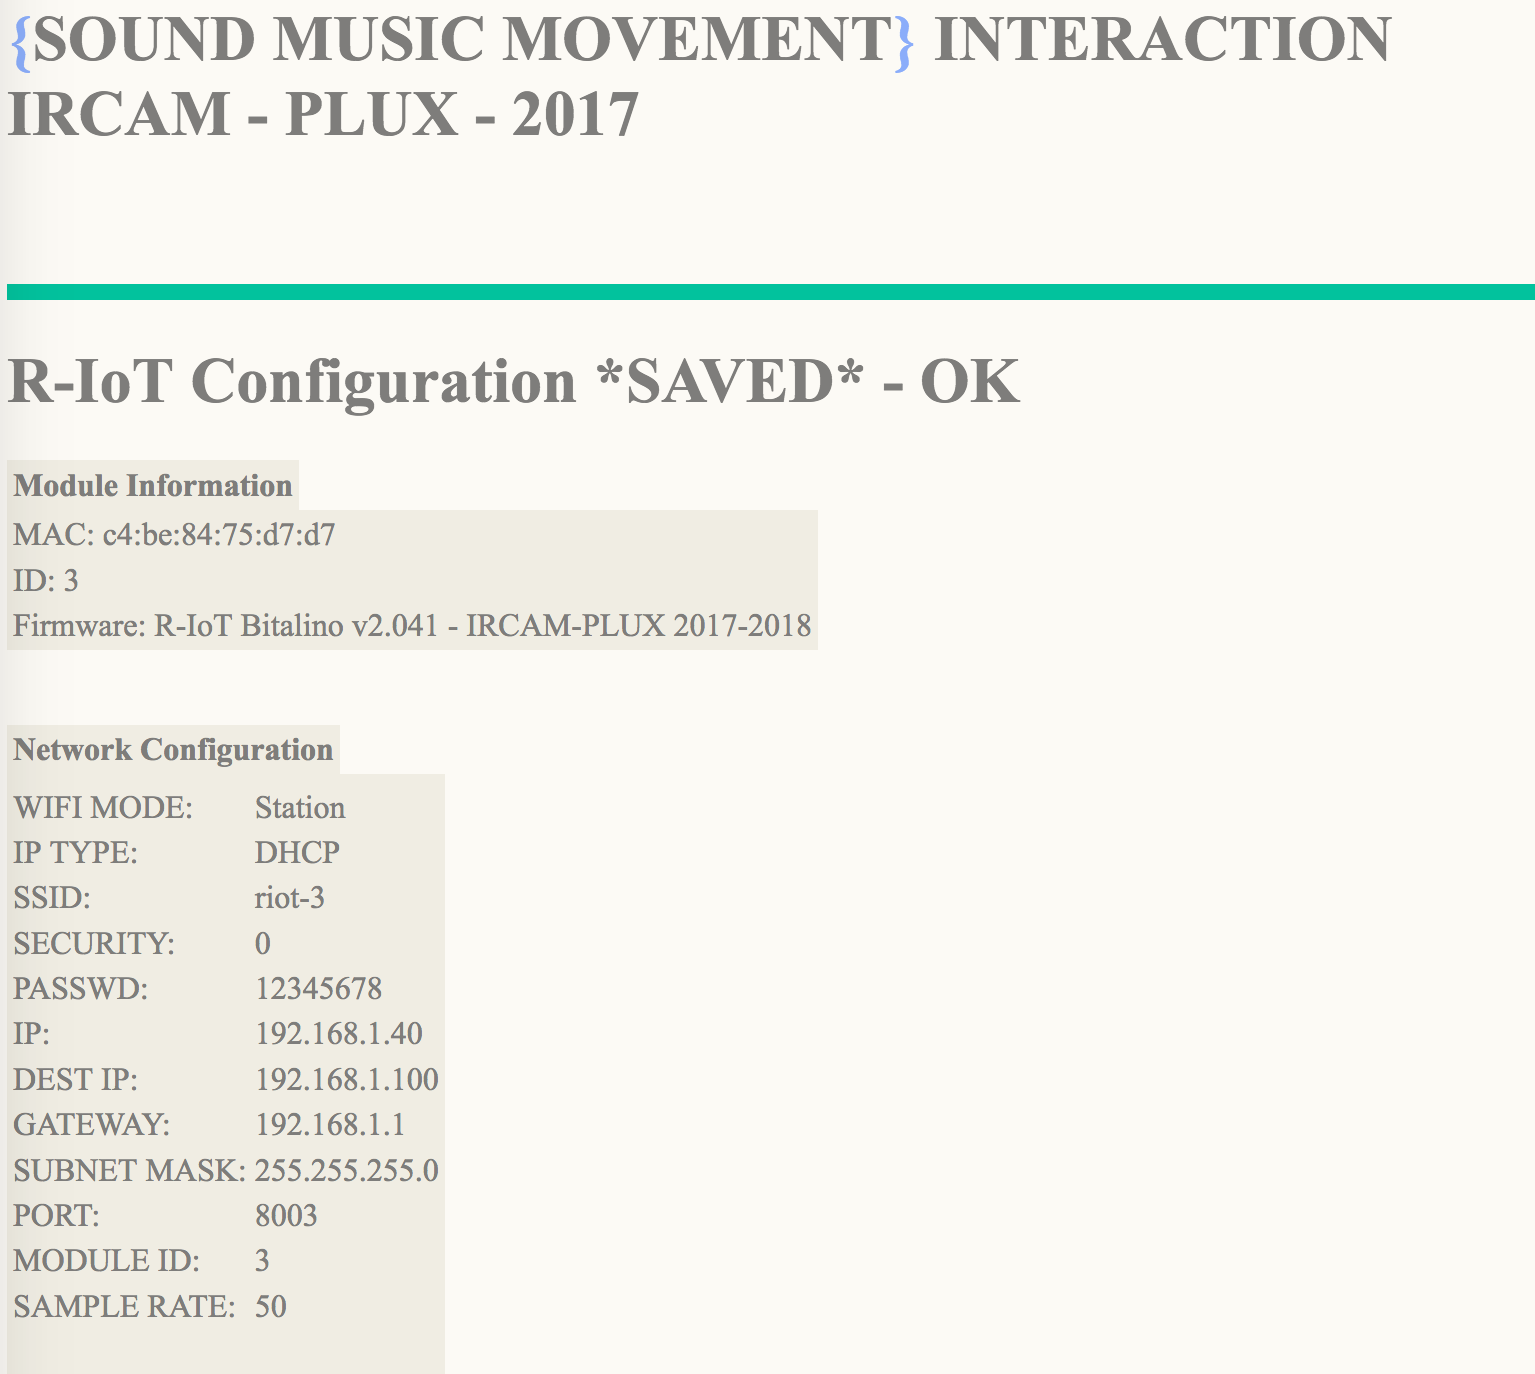 {SOUND MUSIC MOVEMENT} INTERACTION
IRCAM - PLUX - 2017
R-IoT Configuration *SAVED* - OK
Module Information
MAC: c4:be:84:75:d7:d7
ID: 3
Firmware: R-IoT Bitalino v2.041 - IRCAM-PLUX 2017-2018
Network Configuration
WIFI MODE: Station
IP TYPE: DHCP
SSID: riot-3
SECURITY: 0
PASSWD: 12345678
IP: 192.168.1.40
DEST IP: 192.168.1.100
GATEWAY: 192.168.1.1
SUBNET MASK: 255.255.255.0
PORT: 8003
MODULE ID: 3
SAMPLE RATE: 50